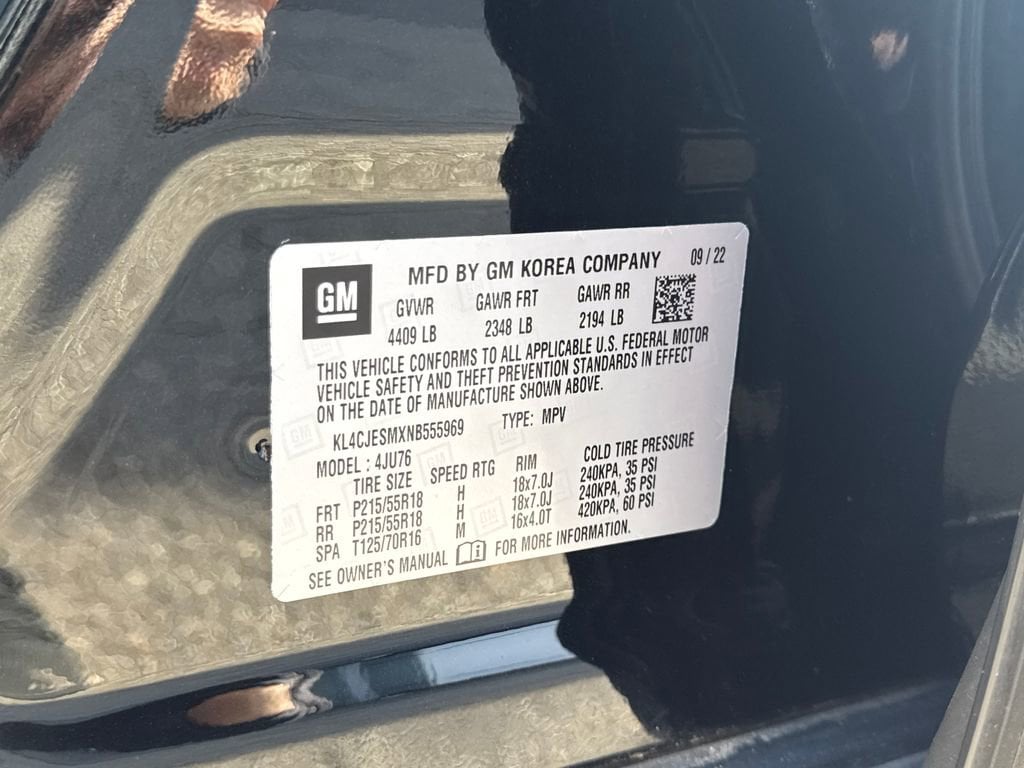 GM
MFD BY GM KOREA COMPANY 09 / 22
GVWR GAWR FRT GAWR RR
4409 LB 2348 LB 2194 LB
THIS VEHICLE CONFORMS TO ALL APPLICABLE U.S. FEDERAL MOTOR
VEHICLE SAFETY AND THEFT PREVENTION STANDARDS IN EFFECT
ON THE DATE OF MANUFACTURE SHOWN ABOVE.
KL4CJESMXNB555969 TYPE: MPV
MODEL : 4JU76
TIRE SIZE SPEED RTG RIM COLD TIRE PRESSURE
FRT P215/55R18 H 18x7.0J 240KPA, 35 PSI
RR P215/55R18 H 18x7.0J 240KPA, 35 PSI
SPA T125/70R16 M 16x4.0T 420KPA, 60 PSI
SEE OWNER'S MANUAL FOR MORE INFORMATION.